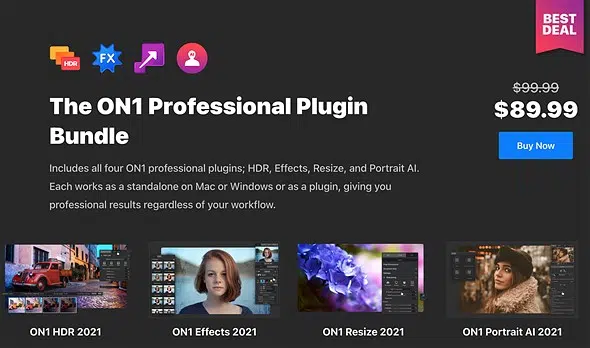 BEST
DEAL
HDR
FX
$99.99
$89.99
Buy Now
The ON1 Professional Plugin
Bundle
Includes all four ON1 professional plugins; HDR, Effects, Resize, and Portrait AI.
Each works as a standalone on Mac or Windows or as a plugin, giving you
professional results regardless of your workflow.
ON1 HDR 2021
ON1 Effects 2021
ON1 Resize 2021
ON1 Portrait AI 2021